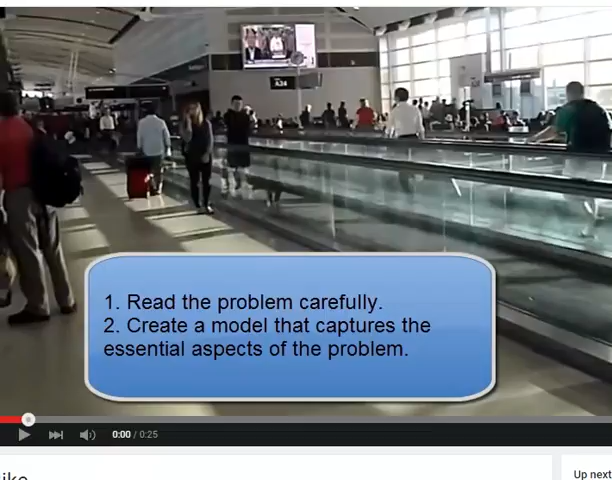 A34
1. Read the problem carefully.
2. Create a model that captures the
essential aspects of the problem.
0:00 / 0:25
Up next